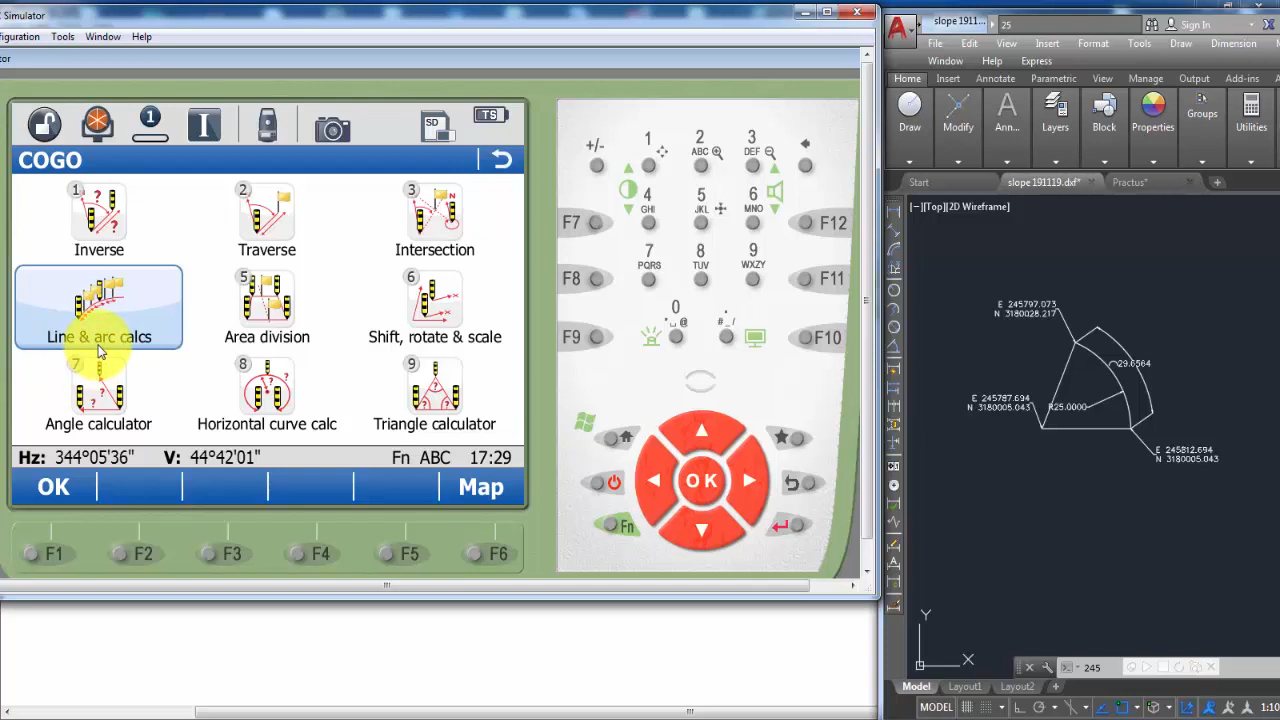 Simulator
figuration Tools Window Help
tor
1
I
SD
TS
COGO
1
Inverse
2
Traverse
3
Intersection
Line & arc calcs
5
Area division
6
Shift, rotate & scale
7
Angle calculator
8
Horizontal curve calc
9
Triangle calculator
Hz: 344°05'36" V: 44°42'01" Fn ABC 17:29
OK Map
F1 F2 F3 F4 F5 F6
+/- 1 2 3
ABC DEF
F7 4 5 6 F12
GHI JKL MNO
F8 7 8 9 F11
PQRS TUV WXYZ
F9 0 . F10
#_/
OK
Fn
A slope 1911... 25 Sign In
File Edit View Insert Format Tools Draw Dimension
Window Help Express
Home Insert Annotate Parametric View Manage Output Add-ins
Draw Modify Ann... Layers Block Properties Groups Utilities
Start slope 191119.dxf* Practus*
[−][Top][2D Wireframe]
E 245797.073
N 3180028.217
29.6564
E 245787.694
N 3180005.043
R25.0000
E 245812.694
N 3180005.043
Y
X
245
Model Layout1 Layout2
MODEL 1:10